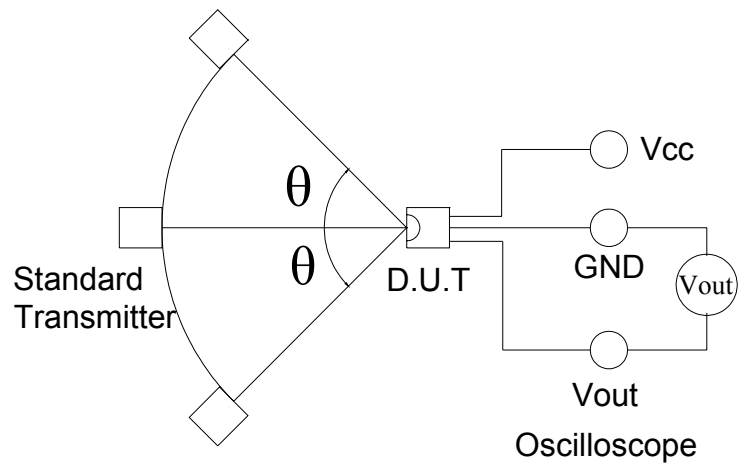 Vcc
θ
θ
GND
D.U.T
Standard
Transmitter
Vout
Vout
Oscilloscope